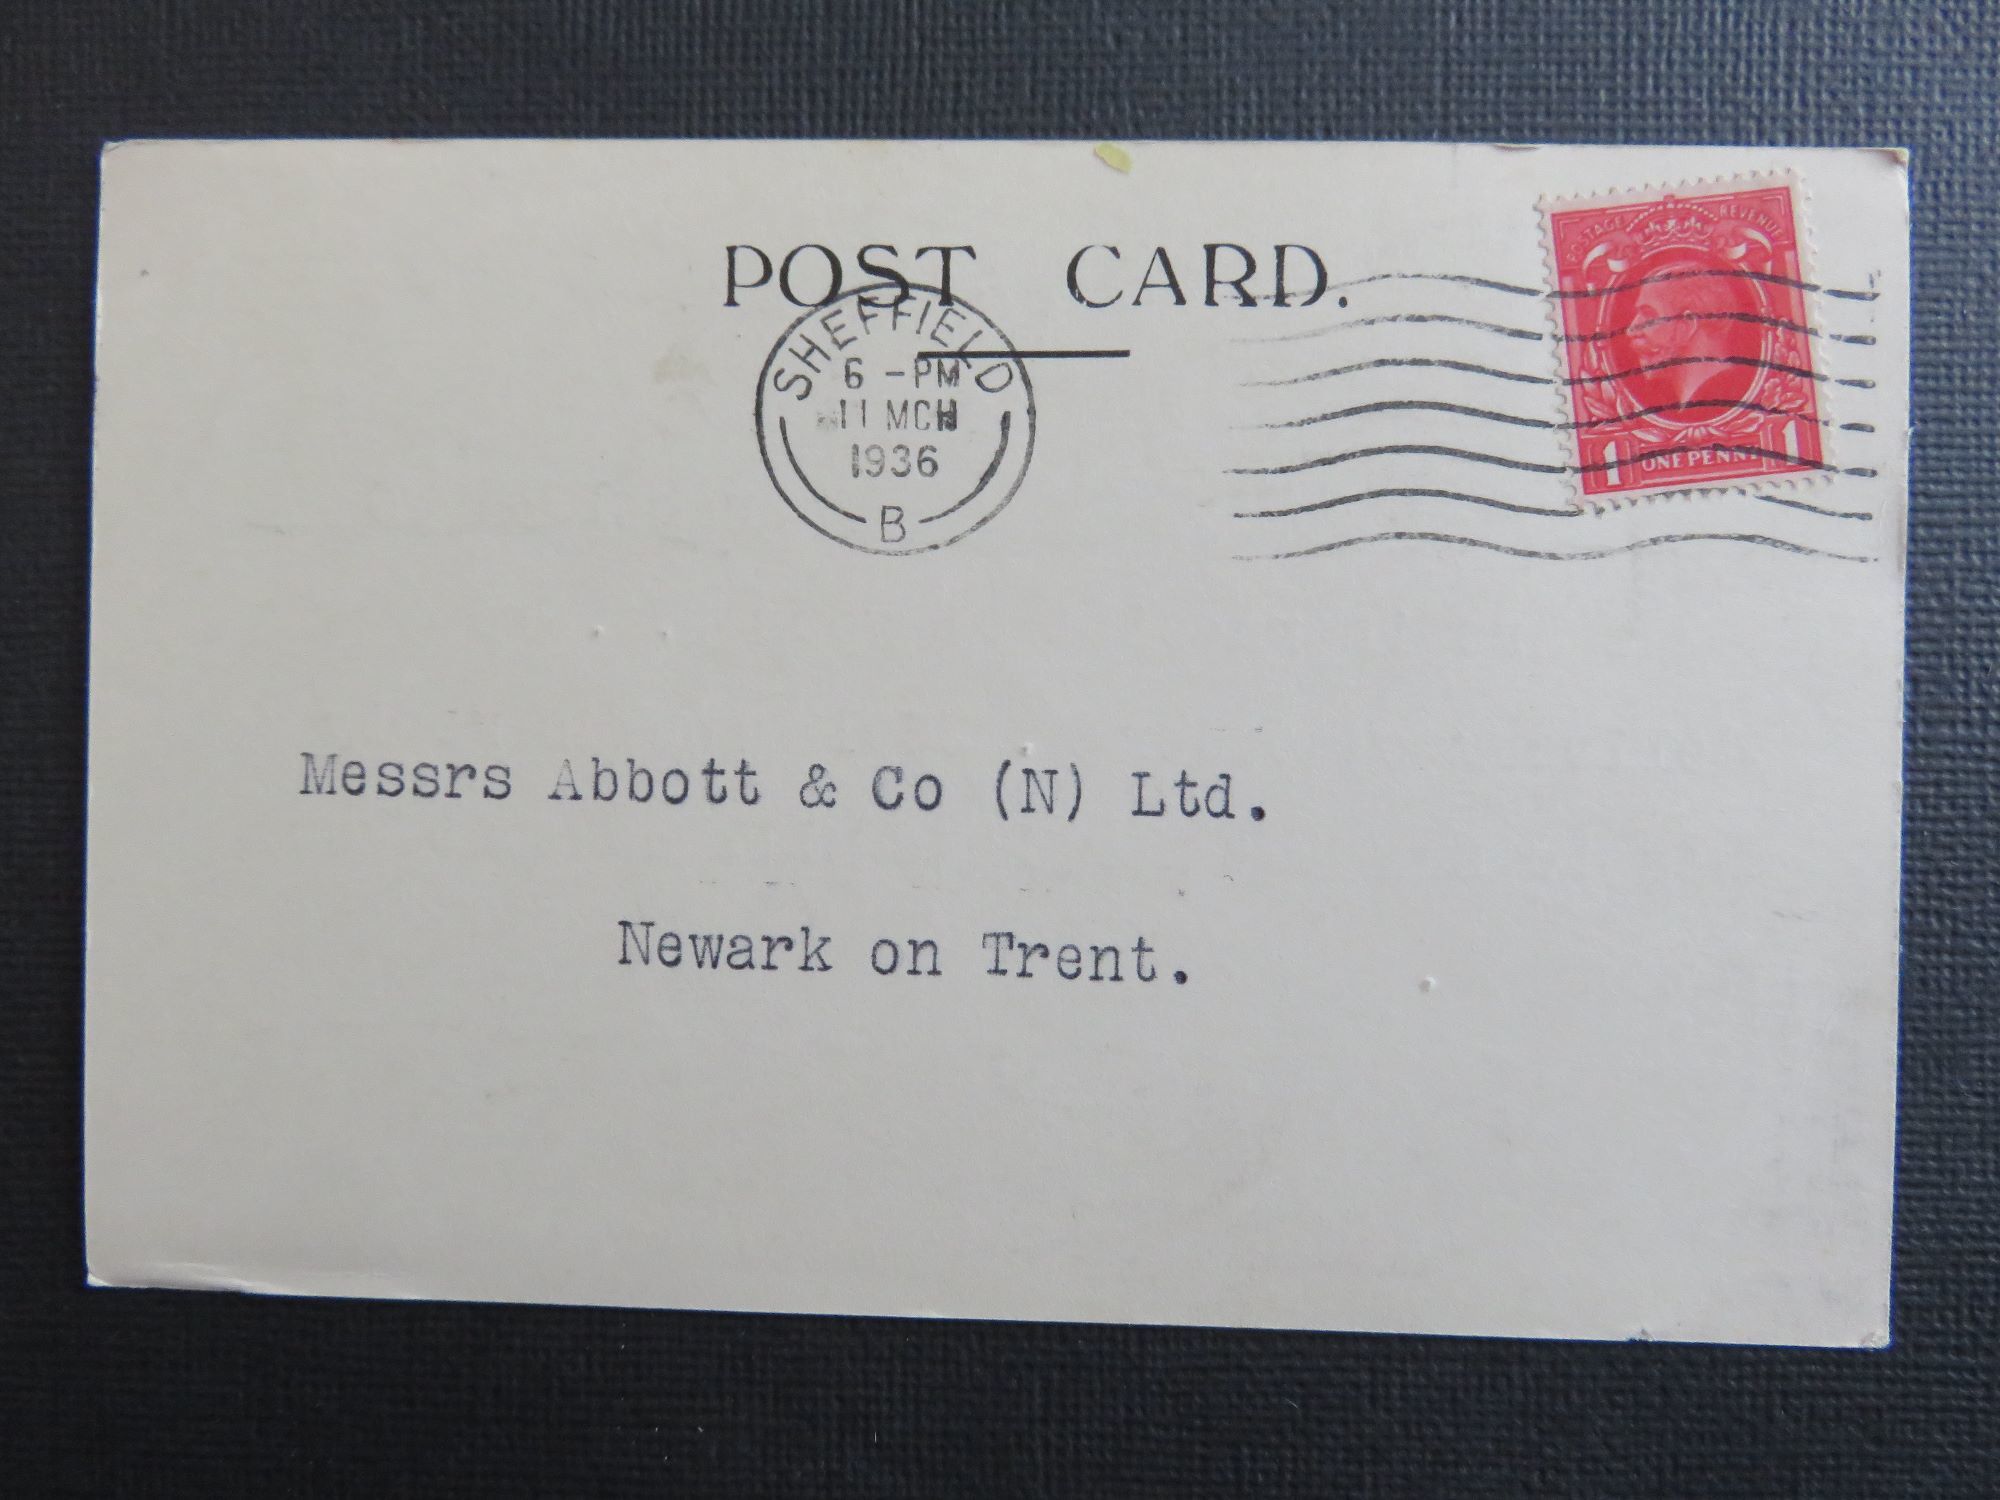 POST CARD.
POSTAGE REVENUE
SHEFFIELD
6 - PM
11 MCH
1936
B
1 ONE PENNY 1
Messrs Abbott & Co (N) Ltd.
Newark on Trent.